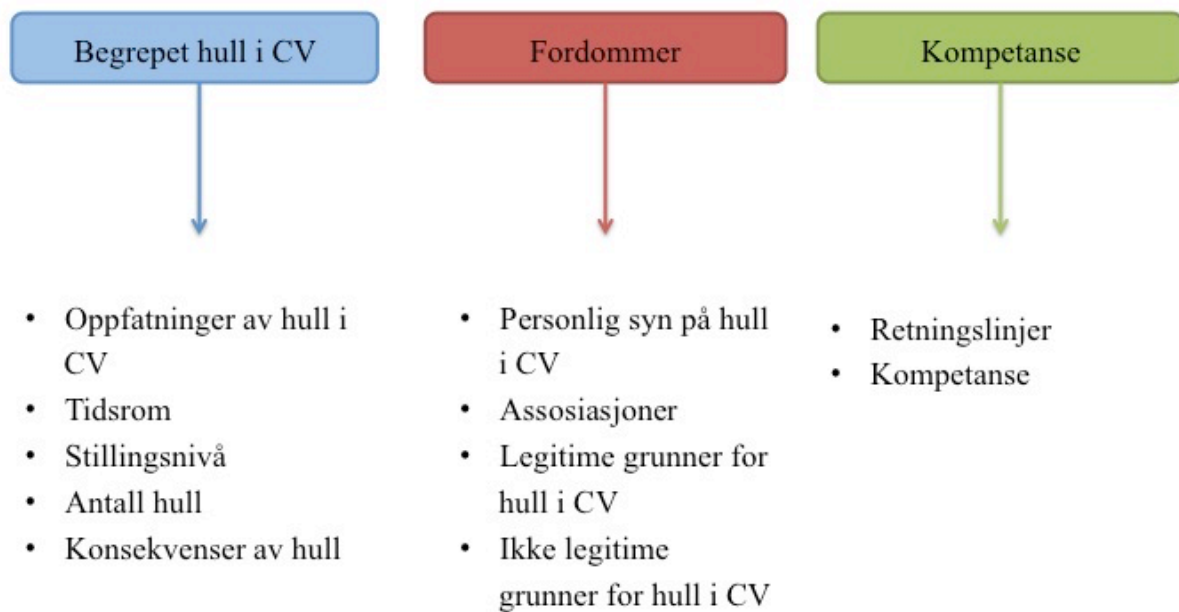 Begrepet hull i CV
Fordommer
Kompetanse
• Oppfatninger av hull i
CV
• Tidsrom
• Stillingsnivå
• Antall hull
• Konsekvenser av hull
• Personlig syn på hull
i CV
• Assosiasjoner
• Legitime grunner for
hull i CV
• Ikke legitime
grunner for hull i CV
• Retningslinjer
• Kompetanse